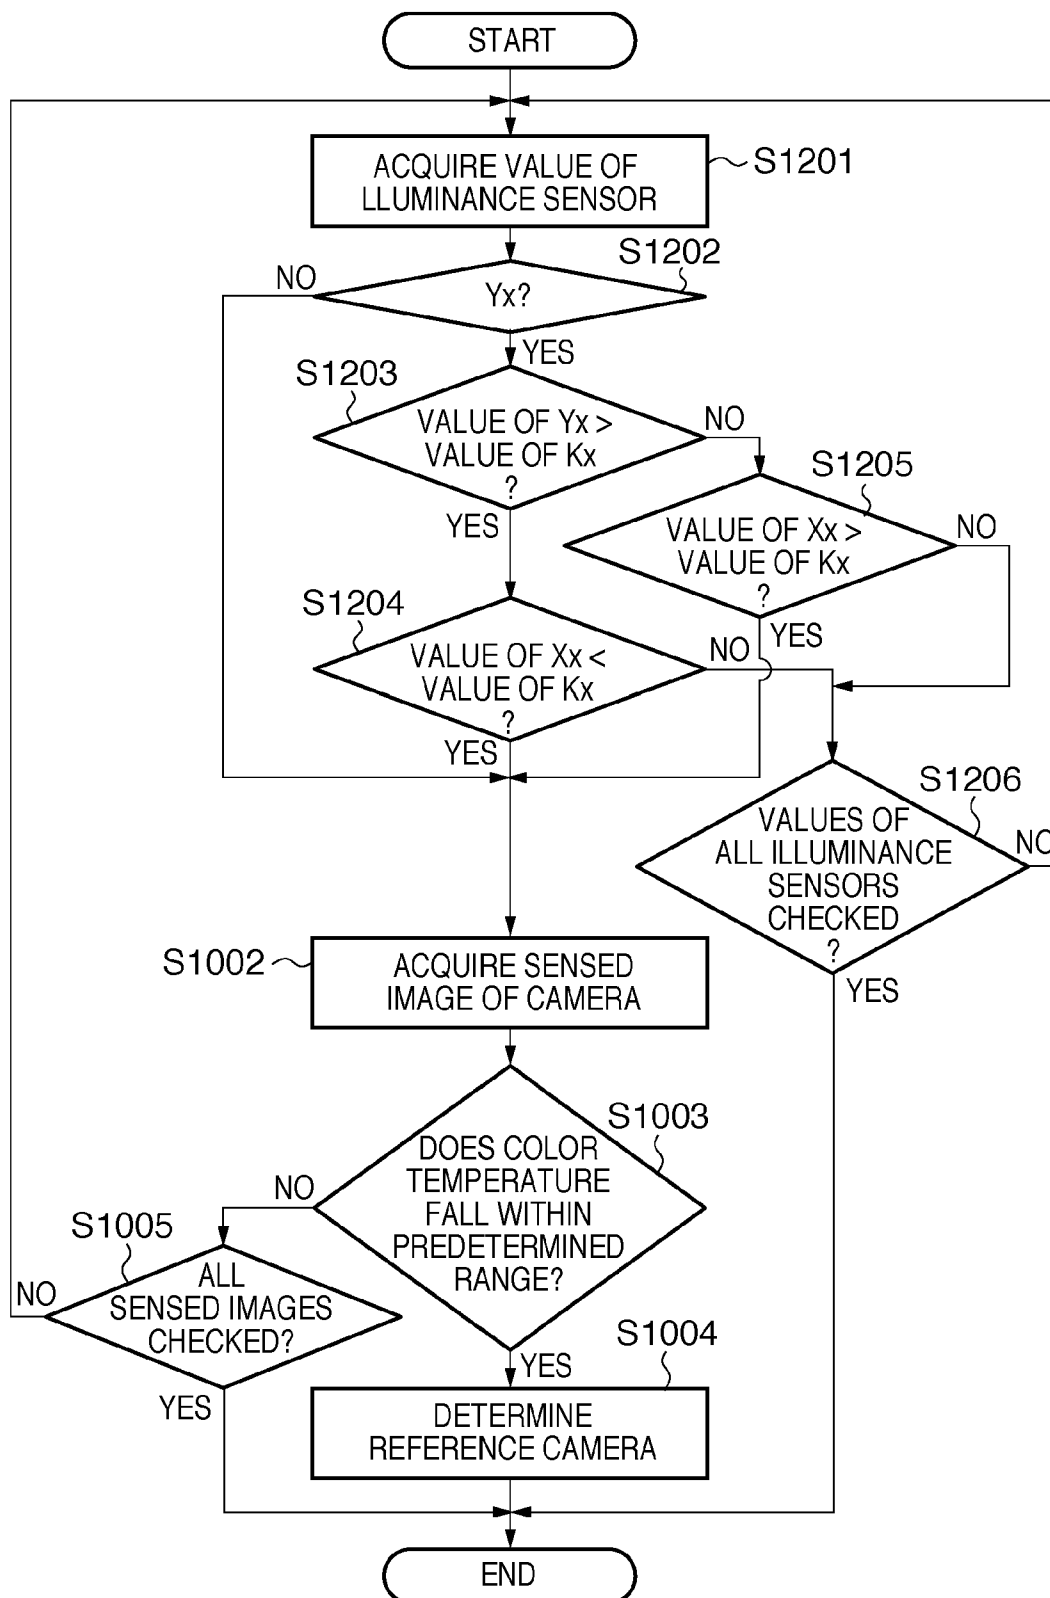 START
ACQUIRE VALUE OF
LLUMINANCE SENSOR
S1201
S1202
NO
Yx?
YES
S1203
VALUE OF Yx >
VALUE OF Kx
?
NO
YES
S1205
VALUE OF Xx >
VALUE OF Kx
?
NO
YES
S1204
VALUE OF Xx <
VALUE OF Kx
?
NO
YES
S1206
VALUES OF
ALL ILLUMINANCE
SENSORS
CHECKED
?
NO
YES
S1002
ACQUIRE SENSED
IMAGE OF CAMERA
S1003
DOES COLOR
TEMPERATURE
FALL WITHIN
PREDETERMINED
RANGE?
NO
YES
S1005
ALL
SENSED IMAGES
CHECKED?
NO
YES
S1004
DETERMINE
REFERENCE CAMERA
END